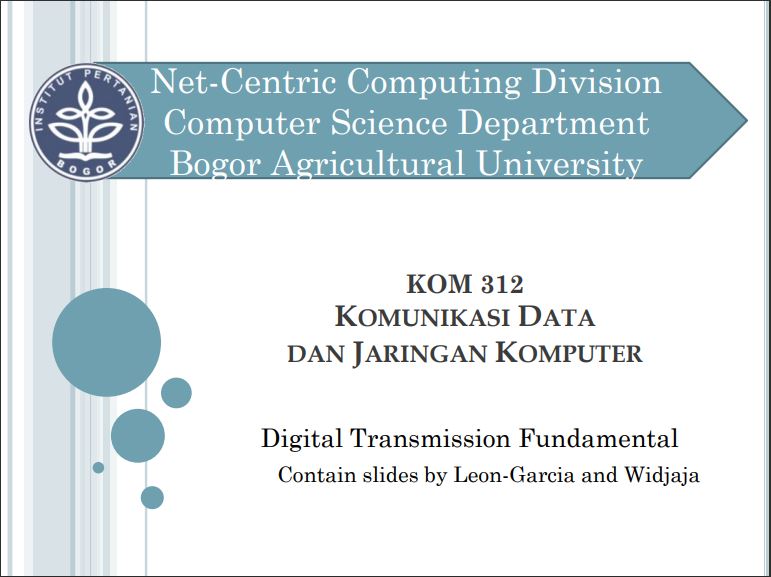 INSTITUT PERTANIAN
BOGOR
Net-Centric Computing Division
Computer Science Department
Bogor Agricultural University
KOM 312
KOMUNIKASI DATA
DAN JARINGAN KOMPUTER
Digital Transmission Fundamental
Contain slides by Leon-Garcia and Widjaja